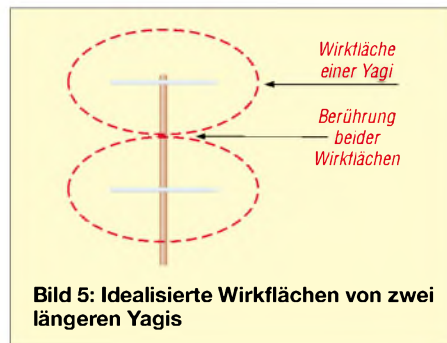 Wirkfläche
einer Yagi
Berührung
beider
Wirkflächen
Bild 5: Idealisierte Wirkflächen von zwei
längeren Yagis